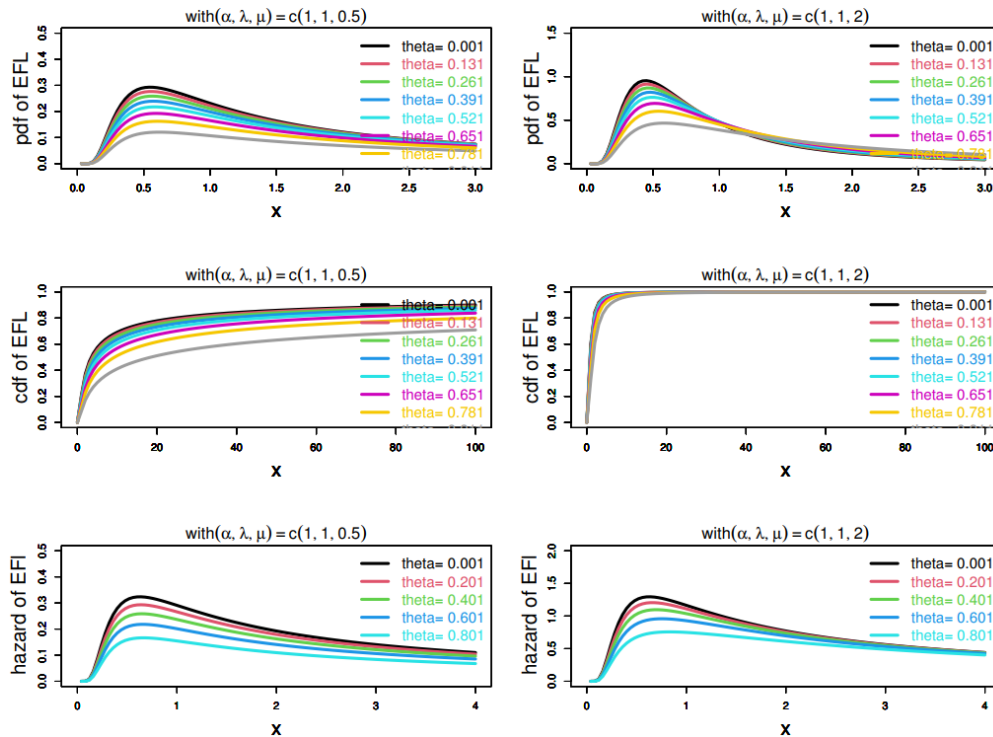 with(α, λ, μ) = c(1, 1, 0.5)
pdf of EFL
0.0 0.1 0.2 0.3 0.4 0.5
theta= 0.001
theta= 0.131
theta= 0.261
theta= 0.391
theta= 0.521
theta= 0.651
theta= 0.781
0.0 0.5 1.0 1.5 2.0 2.5 3.0
x
with(α, λ, μ) = c(1, 1, 2)
pdf of EFL
0.0 0.5 1.0 1.5
theta= 0.001
theta= 0.131
theta= 0.261
theta= 0.391
theta= 0.521
theta= 0.651
theta= 0.781
0.0 0.5 1.0 1.5 2.0 2.5 3.0
x
with(α, λ, μ) = c(1, 1, 0.5)
cdf of EFL
0.0 0.2 0.4 0.6 0.8 1.0
theta= 0.001
theta= 0.131
theta= 0.261
theta= 0.391
theta= 0.521
theta= 0.651
theta= 0.781
0 20 40 60 80 100
x
with(α, λ, μ) = c(1, 1, 2)
cdf of EFL
0.0 0.2 0.4 0.6 0.8 1.0
theta= 0.001
theta= 0.131
theta= 0.261
theta= 0.391
theta= 0.521
theta= 0.651
theta= 0.781
0 20 40 60 80 100
x
with(α, λ, μ) = c(1, 1, 0.5)
hazard of EFl
0.0 0.1 0.2 0.3 0.4 0.5
theta= 0.001
theta= 0.201
theta= 0.401
theta= 0.601
theta= 0.801
0 1 2 3 4
x
with(α, λ, μ) = c(1, 1, 2)
hazard of EFl
0.0 0.5 1.0 1.5 2.0
theta= 0.001
theta= 0.201
theta= 0.401
theta= 0.601
theta= 0.801
0 1 2 3 4
x